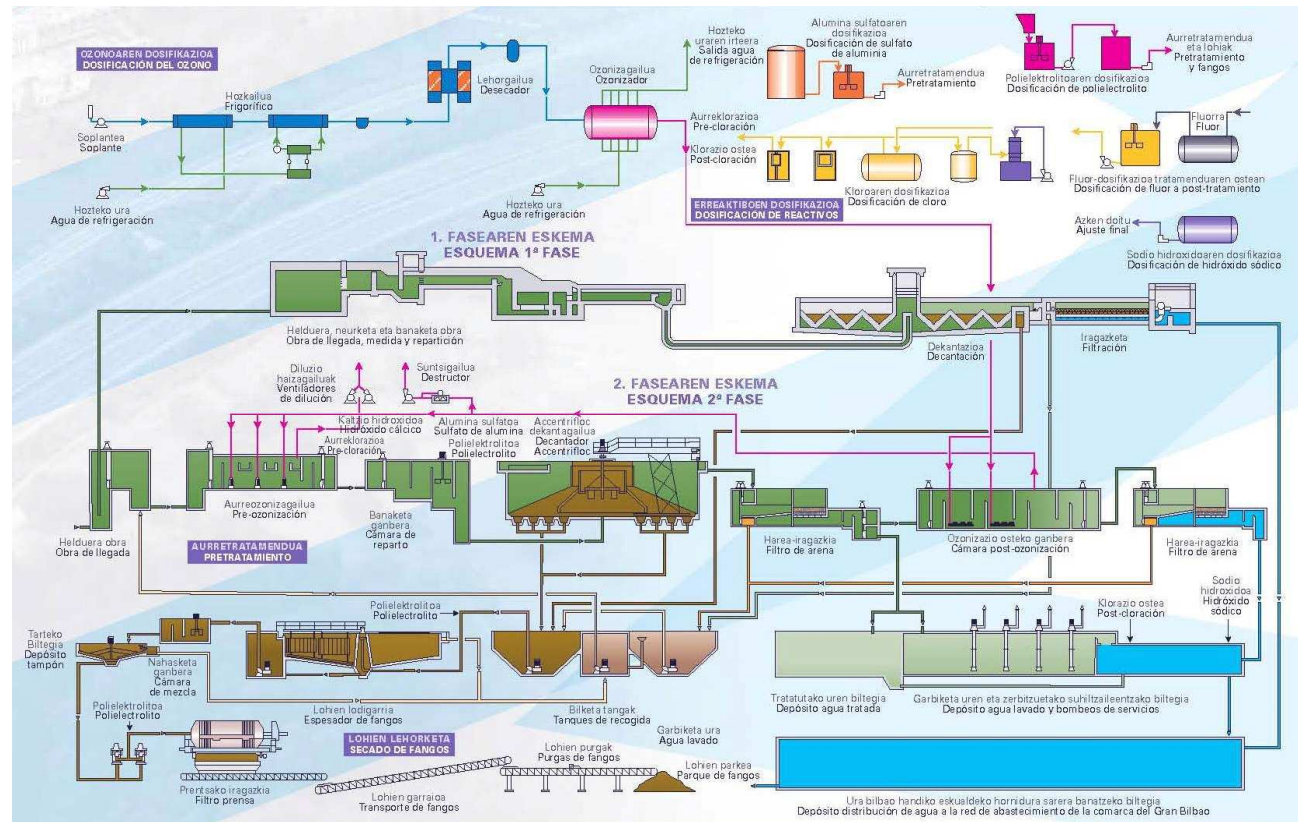 OZONOAREN DOSIFIKAZIOA
DOSIFICACIÓN DEL OZONO
Soplantea
Soplante
Hozkailua
Frigorífico
Hozteko ura
Agua de refrigeración
Lehorgailua
Desecador
Hozteko
uraren irteera
Salida agua
de refrigeración
Ozonizagailua
Ozonizador
Hozteko ura
Agua de refrigeración
Alumina sulfatoaren
dosifikazioa
Dosificación de sulfato
de aluminia
Aurretratamendua
Pretratamiento
Polielektrolitoaren dosifikazioa
Dosificación de polielectrolito
Aurretratamendua
eta lohiak
Pretratamiento
y fangos
Aurreklorazioa
Pre-cloración
Klorazio ostea
Post-cloración
Kloroaren dosifikazioa
Dosificación de cloro
Fluorra
Fluor
Fluor-dosifikazioa tratamenduaren ostean
Dosificación de fluor a post-tratamiento
ERREAKTIBOEN DOSIFIKAZIOA
DOSIFICACIÓN DE REACTIVOS
Azken doitu
Ajuste final
Sodio hidroxidoaren dosifikazioa
Dosificación de hidróxido sódico
1. FASEAREN ESKEMA
ESQUEMA 1ª FASE
Helduera, neurketa eta banaketa obra
Obra de llegada, medida y repartición
Dekantazioa
Decantación
Iragazketa
Filtración
2. FASEAREN ESKEMA
ESQUEMA 2ª FASE
Diluzio
haizagailuak
Ventiladores
de dilución
Suntsigailua
Destructor
Kaltzio hidroxidoa
Hidróxido cálcico
Aurreklorazioa
Pre-cloración
Alumina sulfatoa
Sulfato de alumina
Polielektrolitoa
Polielectrolito
Accentrifloc
dekantagailua
Decantador
Accentrifloc
Helduera obra
Obra de llegada
Aurreozonizagailua
Pre-ozonización
AURRETRATAMENDUA
PRETRATAMIENTO
Banaketa
ganbera
Cámara de
reparto
Harea-iragazkia
Filtro de arena
Ozonizazio osteko ganbera
Cámara post-ozonización
Harea-iragazkia
Filtro de arena
Tarteko
Biltegia
Depósito
tampón
Nahasketa
ganbera
Cámara
de mezcla
Polielektrolitoa
Polielectrolito
Lohien lodigarria
Espesador de fangos
Bilketa tangak
Tanques de recogida
Klorazio ostea
Post-cloración
Sodio
hidroxidoa
Hidróxido
sódico
Tratatutako uren biltegia
Depósito agua tratada
Garbiketa uren eta zerbitzuetako suhiltzaileentzako biltegia
Depósito agua lavado y bombeos de servicios
Polielektrolitoa
Polielectrolito
LOHIEN LEHORKETA
SECADO DE FANGOS
Garbiketa ura
Agua lavado
Prentsako iragazkia
Filtro prensa
Lohien garraioa
Transporte de fangos
Lohien purgak
Purgas de fangos
Lohien parkea
Parque de fangos
Ura bilbao handiko eskualdeko hornidura sarera banatzeko biltegia
Depósito distribución de agua a la red de abastecimiento de la comarca del Gran Bilbao